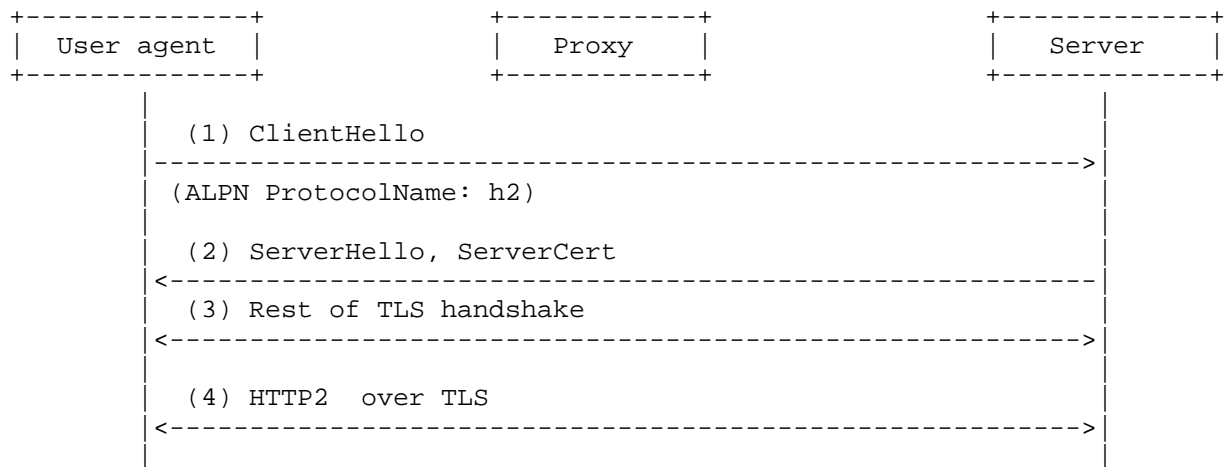 User agent Proxy Server
(1) ClientHello
(ALPN ProtocolName: h2)
(2) ServerHello, ServerCert
(3) Rest of TLS handshake
(4) HTTP2  over TLS